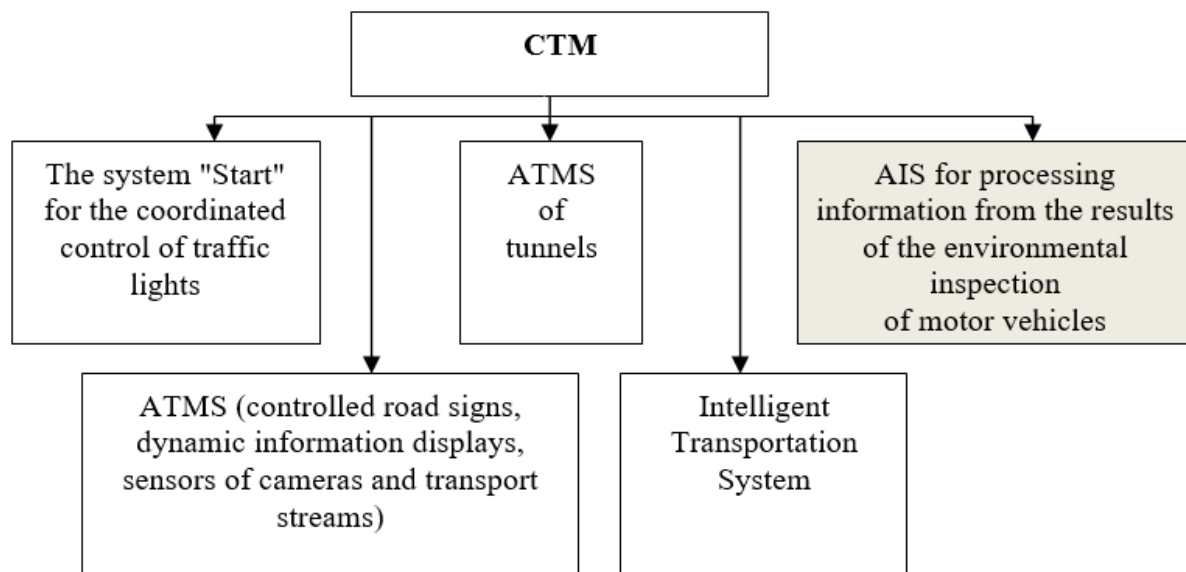 CTM
The system "Start"
for the coordinated
control of traffic
lights
ATMS
of
tunnels
AIS for processing
information from the results
of the environmental
inspection
of motor vehicles
ATMS (controlled road signs,
dynamic information displays,
sensors of cameras and transport
streams)
Intelligent
Transportation
System